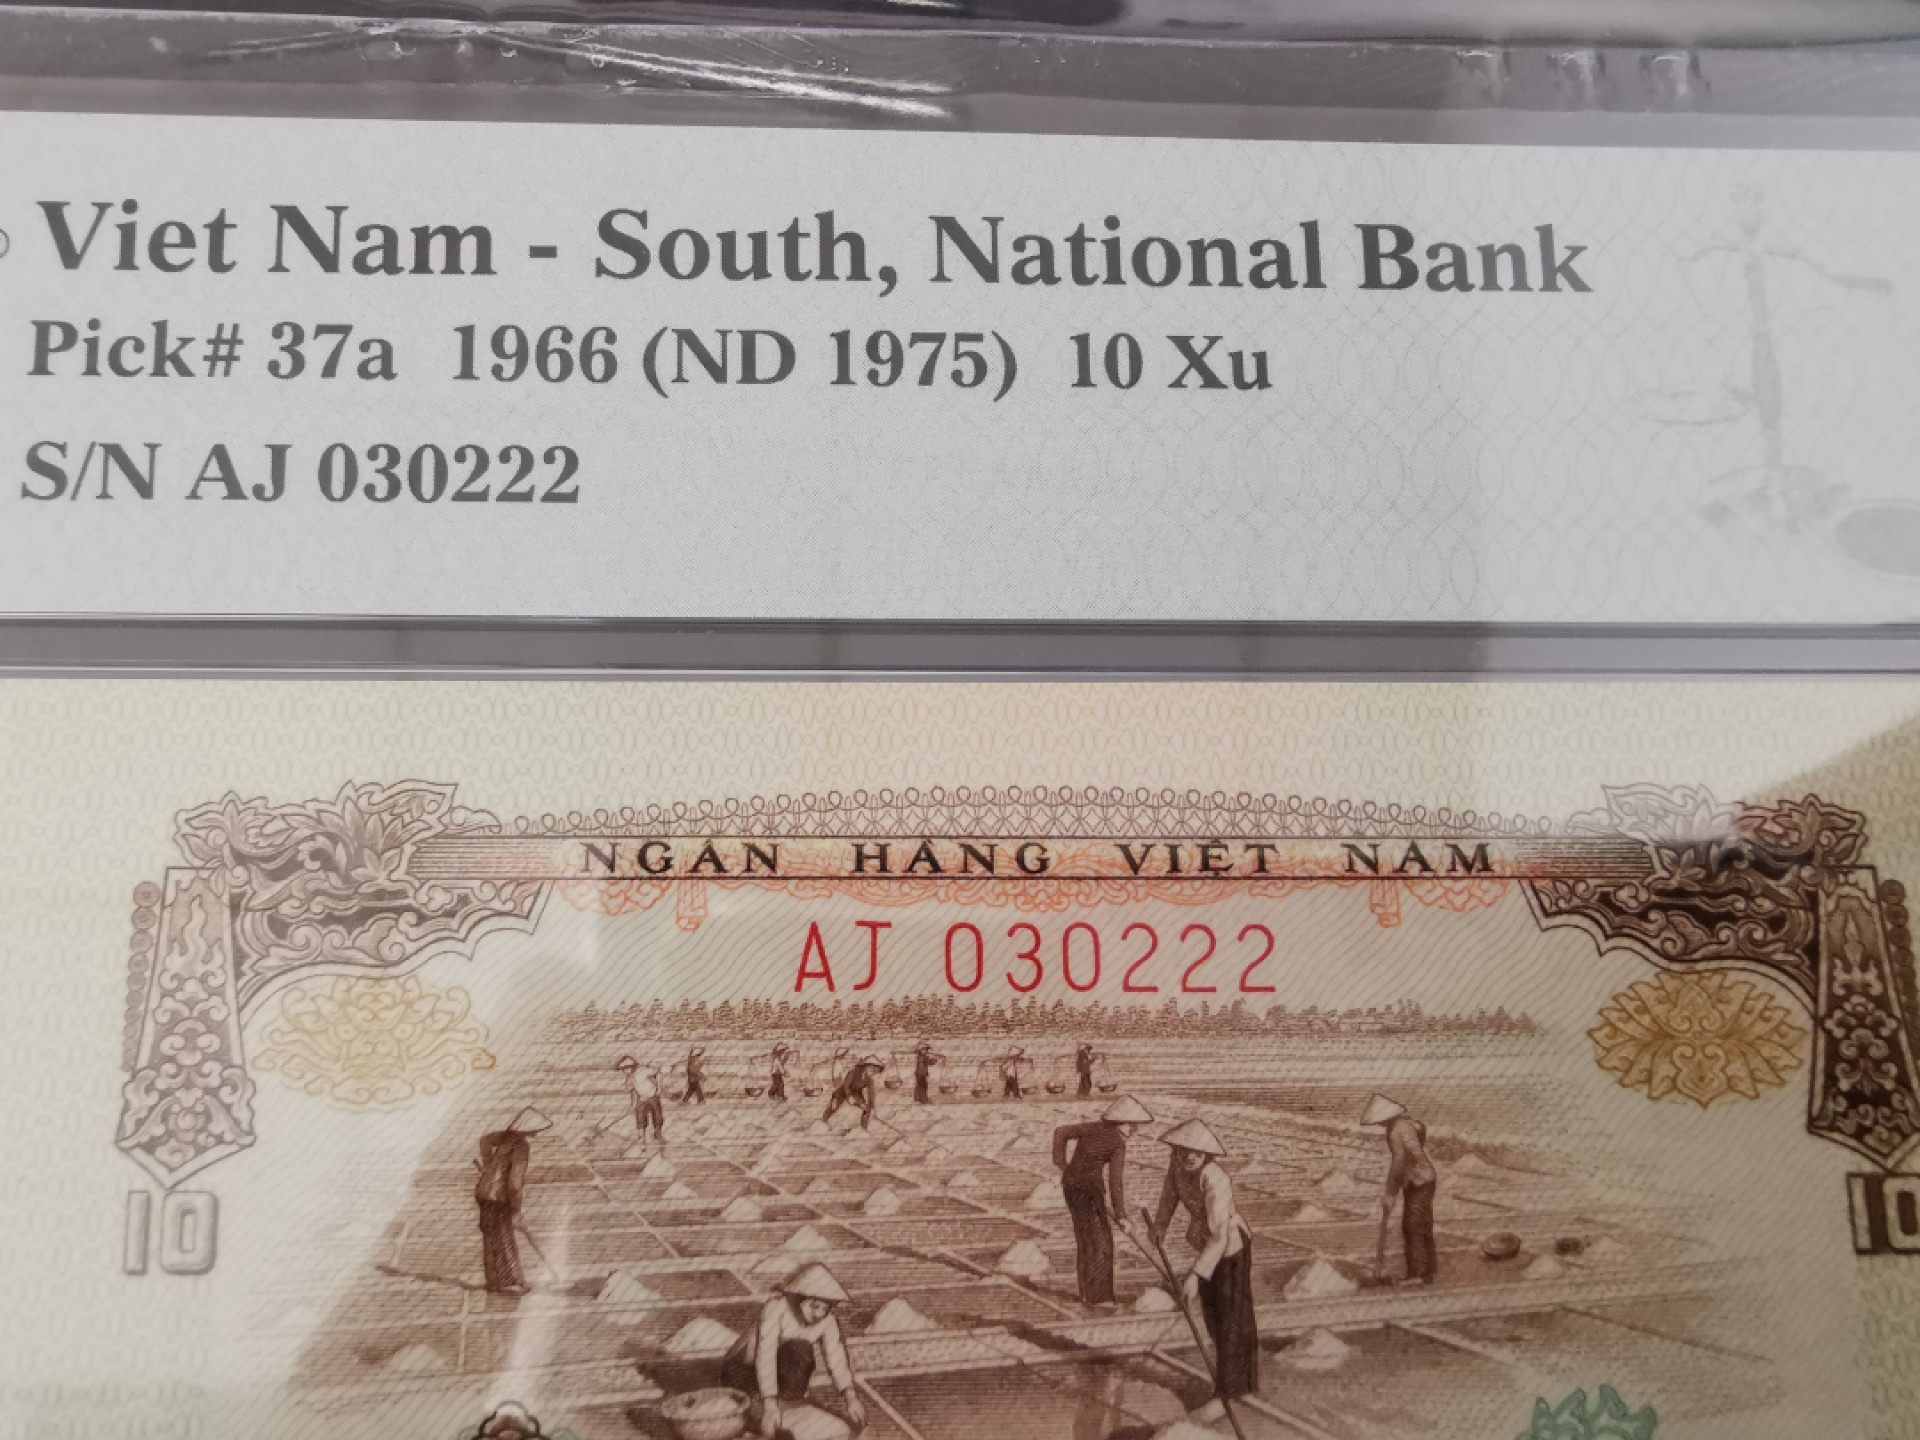 Viet Nam - South, National Bank
Pick# 37a 1966 (ND 1975) 10 Xu
S/N AJ 030222
NGÂN HÀNG VIỆT NAM
AJ 030222
10 10